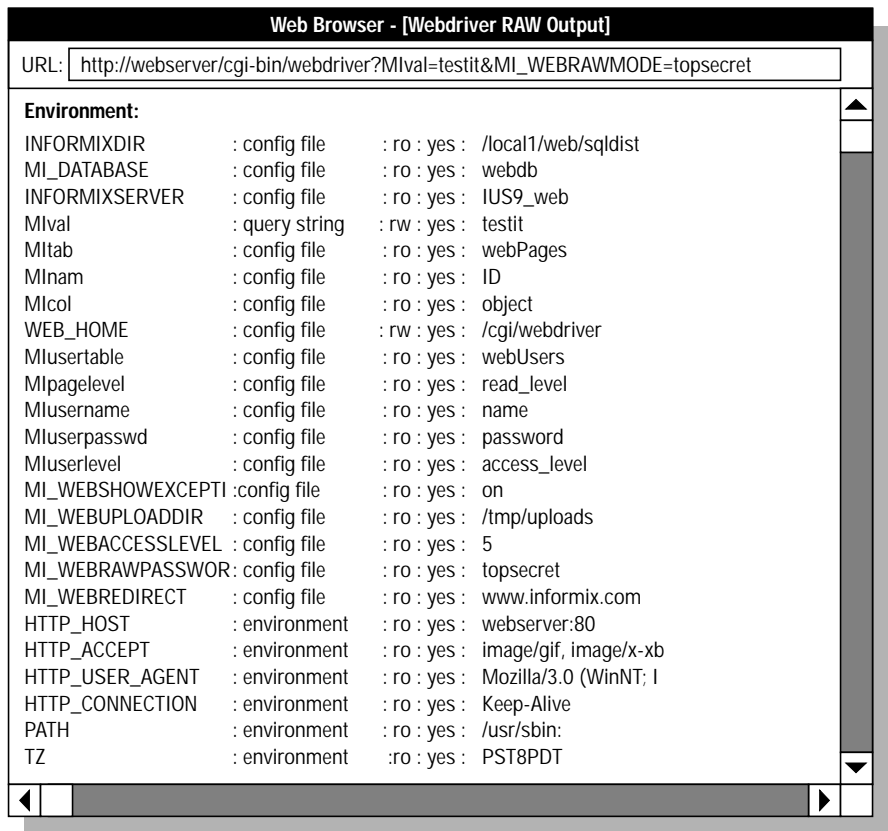 Web Browser - [Webdriver RAW Output]
URL: http://webserver/cgi-bin/webdriver?MIval=testit&MI_WEBRAWMODE=topsecret
Environment:
INFORMIXDIR : config file : ro : yes : /local1/web/sqldist
MI_DATABASE : config file : ro : yes : webdb
INFORMIXSERVER : config file : ro : yes : IUS9_web
MIval : query string : rw : yes : testit
MItab : config file : ro : yes : webPages
MInam : config file : ro : yes : ID
MIcol : config file : ro : yes : object
WEB_HOME : config file : rw : yes : /cgi/webdriver
MIusertable : config file : ro : yes : webUsers
MIpagelevel : config file : ro : yes : read_level
MIusername : config file : ro : yes : name
MIuserpasswd : config file : ro : yes : password
MIuserlevel : config file : ro : yes : access_level
MI_WEBSHOWEXCEPTI :config file : ro : yes : on
MI_WEBUPLOADDIR : config file : ro : yes : /tmp/uploads
MI_WEBACCESSLEVEL : config file : ro : yes : 5
MI_WEBRAWPASSWOR : config file : ro : yes : topsecret
MI_WEBREDIRECT : config file : ro : yes : www.informix.com
HTTP_HOST : environment : ro : yes : webserver:80
HTTP_ACCEPT : environment : ro : yes : image/gif, image/x-xb
HTTP_USER_AGENT : environment : ro : yes : Mozilla/3.0 (WinNT; I
HTTP_CONNECTION : environment : ro : yes : Keep-Alive
PATH : environment : ro : yes : /usr/sbin:
TZ : environment :ro : yes : PST8PDT